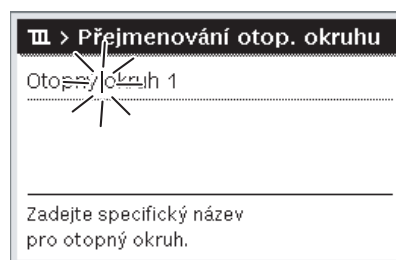 > Přejmenování otop. okruhu
Otopný okruh 1
Zadejte specifický název
pro otopný okruh.